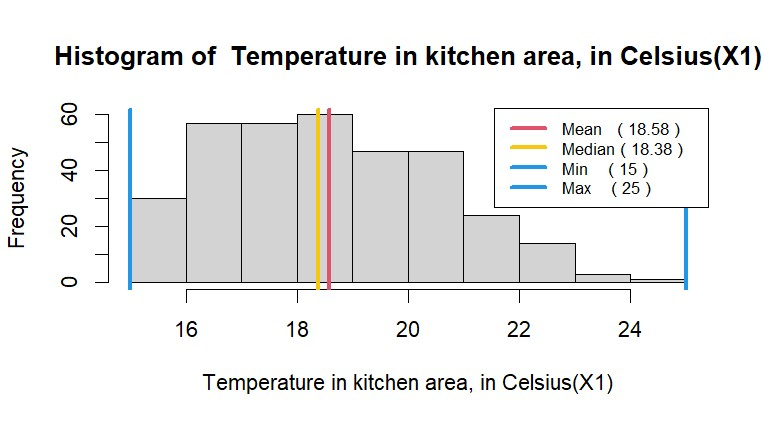 Histogram of  Temperature in kitchen area, in Celsius(X1)
Frequency
60
40
20
0
Mean   ( 18.58 )
Median ( 18.38 )
Min    ( 15 )
Max    ( 25 )
16 18 20 22 24
Temperature in kitchen area, in Celsius(X1)